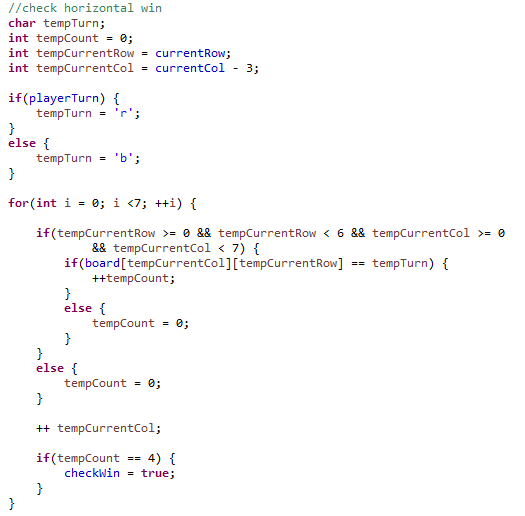 //check horizontal win
char tempTurn;
int tempCount = 0;
int tempCurrentRow = currentRow;
int tempCurrentCol = currentCol - 3;

if(playerTurn) {
    tempTurn = 'r';
}
else {
    tempTurn = 'b';
}

for(int i = 0; i <7; ++i) {

    if(tempCurrentRow >= 0 && tempCurrentRow < 6 && tempCurrentCol >= 0
            && tempCurrentCol < 7) {
        if(board[tempCurrentCol][tempCurrentRow] == tempTurn) {
            ++tempCount;
        }
        else {
            tempCount = 0;
        }
    }
    else {
        tempCount = 0;
    }

    ++ tempCurrentCol;

    if(tempCount == 4) {
        checkWin = true;
    }
}